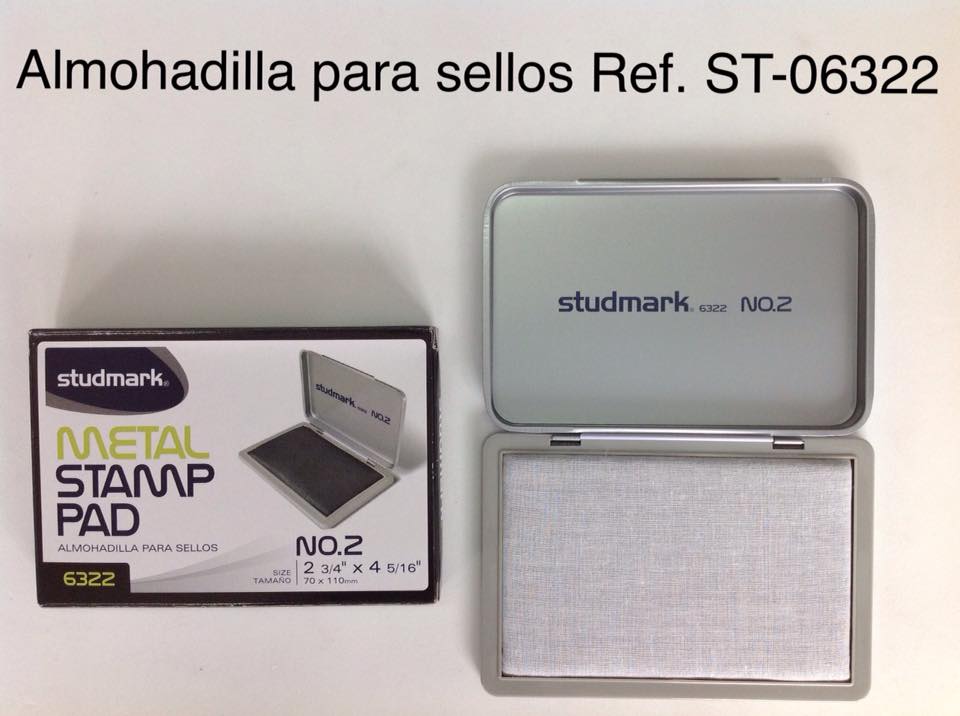 Almohadilla para sellos Ref. ST-06322
studmark® 6322 NO.2
studmark®
METAL
STAMP
PAD
ALMOHADILLA PARA SELLOS
6322
studmark NO.2
NO.2
SIZE 2 3/4" x 4 5/16"
TAMAÑO 70 x 110mm